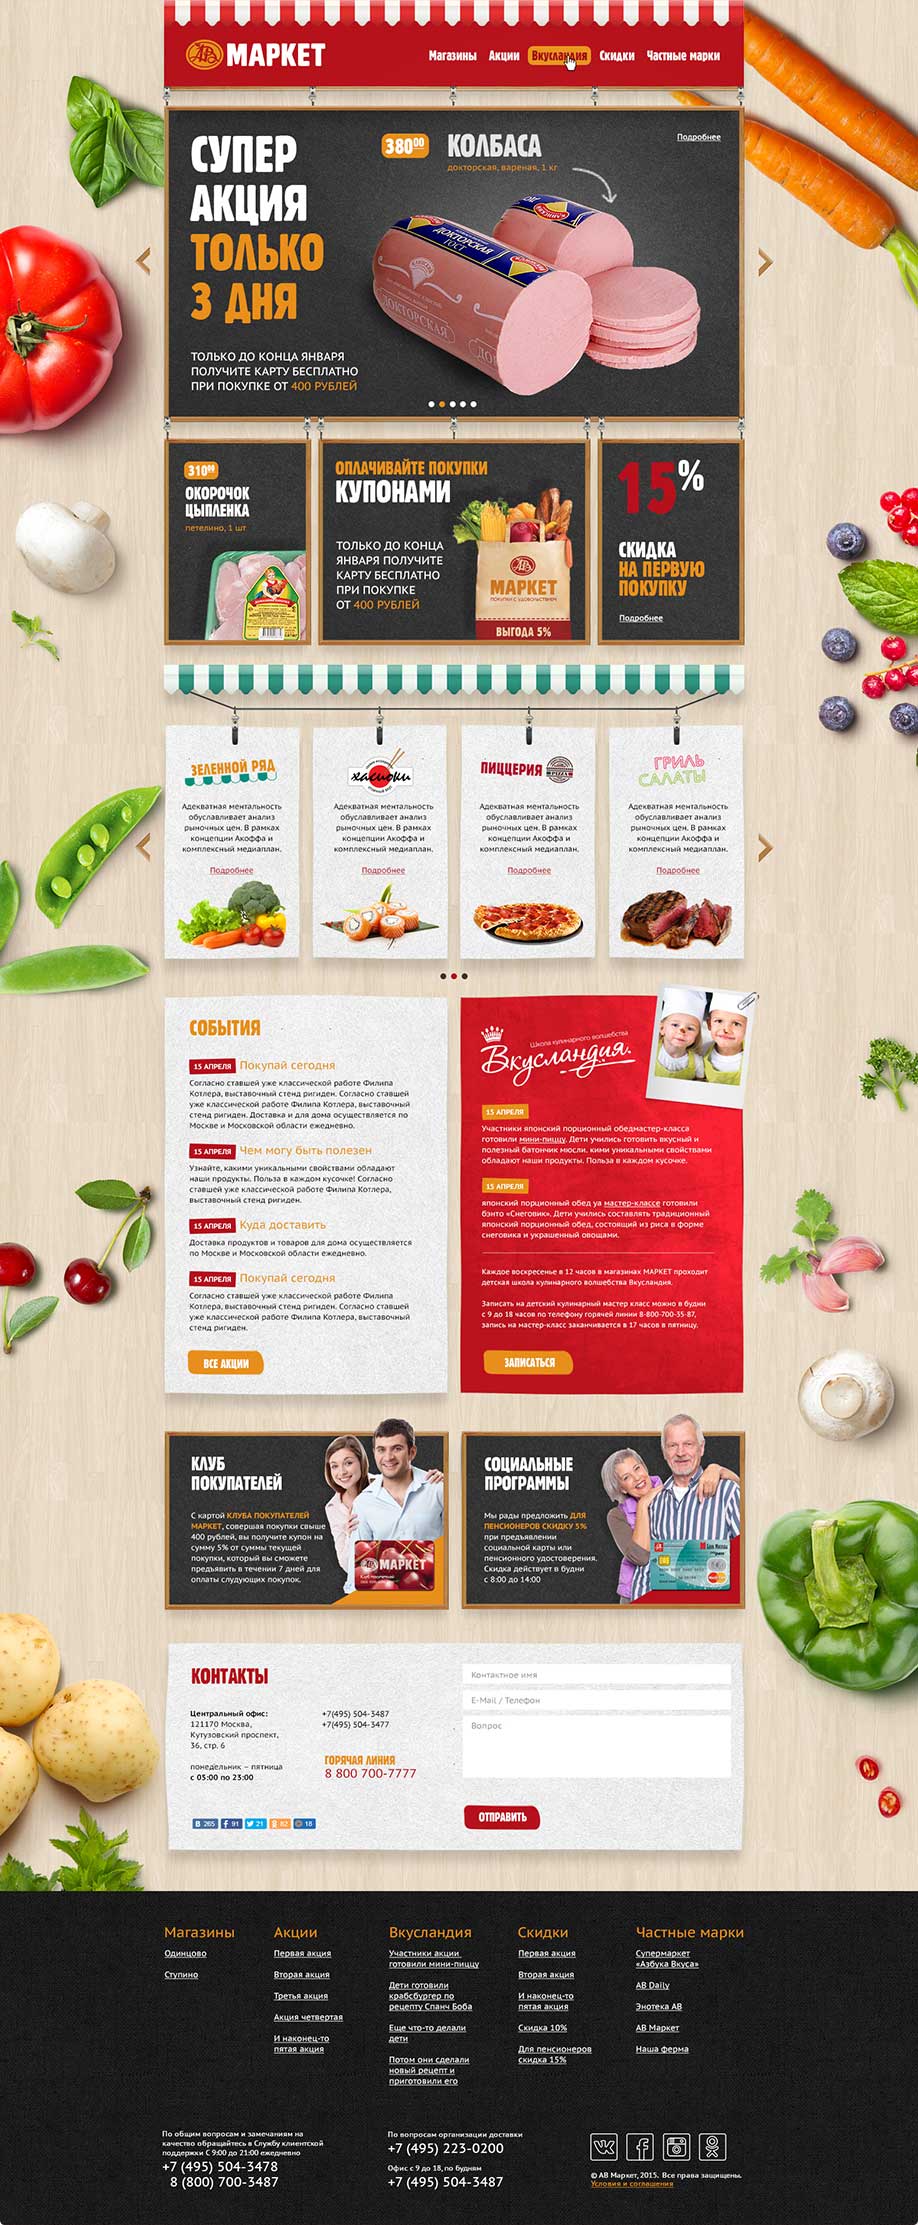 АВ МАРКЕТ
Магазины Акции Вкусландия Скидки Частные марки
СУПЕР
АКЦИЯ
ТОЛЬКО
3 ДНЯ
ТОЛЬКО ДО КОНЦА ЯНВАРЯ
ПОЛУЧИТЕ КАРТУ БЕСПЛАТНО
ПРИ ПОКУПКЕ ОТ 400 РУБЛЕЙ
380⁰⁰ КОЛБАСА
докторская, вареная, 1 кг
Подробнее
ДОКТОРСКАЯ
ГОСТ
ДОКТОРСКАЯ
310⁰⁰
ОКОРОЧОК
ЦЫПЛЕНКА
петелино, 1 шт
ОПЛАЧИВАЙТЕ ПОКУПКИ
КУПОНАМИ
ТОЛЬКО ДО КОНЦА
ЯНВАРЯ ПОЛУЧИТЕ
КАРТУ БЕСПЛАТНО
ПРИ ПОКУПКЕ
ОТ 400 РУБЛЕЙ
АВ
МАРКЕТ
ПОКУПКИ С УДОВОЛЬСТВИЕМ
ВЫГОДА 5%
15%
СКИДКА
НА ПЕРВУЮ
ПОКУПКУ
Подробнее
ЗЕЛЕННОЙ РЯД
Адекватная ментальность
обуславливает анализ
рыночных цен. В рамках
концепции Акоффа и
комплексный медиаплан.
Подробнее
хасиоки
Адекватная ментальность
обуславливает анализ
рыночных цен. В рамках
концепции Акоффа и
комплексный медиаплан.
Подробнее
ПИЦЦЕРИЯ PIZZA
Адекватная ментальность
обуславливает анализ
рыночных цен. В рамках
концепции Акоффа и
комплексный медиаплан.
Подробнее
ГРИЛЬ
САЛАТЫ
Адекватная ментальность
обуславливает анализ
рыночных цен. В рамках
концепции Акоффа и
комплексный медиаплан.
Подробнее
СОБЫТИЯ
15 АПРЕЛЯ Покупай сегодня
Согласно ставшей уже классической работе Филипа
Котлера, выставочный стенд ригиден. Согласно ставшей
уже классической работе Филипа Котлера, выставочный
стенд ригиден. Доставка и для дома осуществляется по
Москве и Московской области ежедневно.
15 АПРЕЛЯ Чем могу быть полезен
Узнайте, какими уникальными свойствами обладают
наши продукты. Польза в каждом кусочке! Согласно
ставшей уже классической работе Филипа Котлера,
выставочный стенд ригиден.
15 АПРЕЛЯ Куда доставить
Доставка продуктов и товаров для дома осуществляется
по Москве и Московской области ежедневно.
15 АПРЕЛЯ Покупай сегодня
Согласно ставшей уже классической работе Филипа
Котлера, выставочный стенд ригиден. Согласно ставшей
уже классической работе Филипа Котлера, выставочный
стенд ригиден.
ВСЕ АКЦИИ
Школа кулинарного волшебства
Вкусландия
15 АПРЕЛЯ
Участники японский порционный обедмастер-класса
готовили мини-пиццу. Дети учились готовить вкусный и
полезный батончик мюсли. кими уникальными свойствами
обладают наши продукты. Польза в каждом кусочке.
15 АПРЕЛЯ
японский порционный обед уа мастер-классе готовили
бэнто «Снеговик». Дети учились составлять традиционный
японский порционный обед, состоящий из риса в форме
снеговика и украшенный овощами.
Каждое воскресенье в 12 часов в магазинах МАРКЕТ проходит
детская школа кулинарного волшебства Вкусландия.
Записать на детский кулинарный мастер класс можно в будни
с 9 до 18 часов по телефону горячей линии 8-800-700-35-87,
запись на мастер-класс заканчивается в 17 часов в пятницу.
ЗАПИСАТЬСЯ
КЛУБ
ПОКУПАТЕЛЕЙ
С картой КЛУБА ПОКУПАТЕЛЕЙ
МАРКЕТ, совершая покупки свыше
400 рублей, вы получите купон на
сумму 5% от суммы текущей
покупки, который вы сможете
предъявить в течении 7 дней для
оплаты слудующих покупок.
АВ МАРКЕТ
СОЦИАЛЬНЫЕ
ПРОГРАММЫ
Мы рады предложить ДЛЯ
ПЕНСИОНЕРОВ СКИДКУ 5%
при предъявлении
социальной карты или
пенсионного удостоверения.
Скидка действует в будни
с 8:00 до 14:00
КОНТАКТЫ
Центральный офис:
121170 Москва,
Кутузовский проспект,
36, стр. 6
понедельник – пятница
с 05:00 по 23:00
+7(495) 504-3487
+7(495) 504-3477
ГОРЯЧАЯ ЛИНИЯ
8 800 700-7777
265 91 21 82 18
Контактное имя
E-Mail / Телефон
Вопрос
ОТПРАВИТЬ
Магазины
Одинцово
Ступино
Акции
Первая акция
Вторая акция
Третья акция
Акция четвертая
И наконец-то
пятая акция
Вкусландия
Участники акции
готовили мини-пиццу
Дети готовили
крабсбургер по
рецепту Спанч Боба
Еще что-то делали
дети
Потом они сделали
новый рецепт и
приготовили его
Скидки
Первая акция
Вторая акция
И наконец-то
пятая акция
Скидка 10%
Для пенсионеров
скидка 15%
Частные марки
Супермаркет
«Азбука Вкуса»
AB Daily
Энотека АВ
АВ Маркет
Наша ферма
По общим вопросам и замечаниям на
качество обращайтесь в Службу клиентской
поддержки С 9:00 до 21:00 ежедневно
+7 (495) 504-3478
8 (800) 700-3487
По вопросам организации доставки
+7 (495) 223-0200
Офис с 9 до 18, по будням
+7 (495) 504-3487
© АВ Маркет, 2015. Все права защищены.
Условия и соглашения